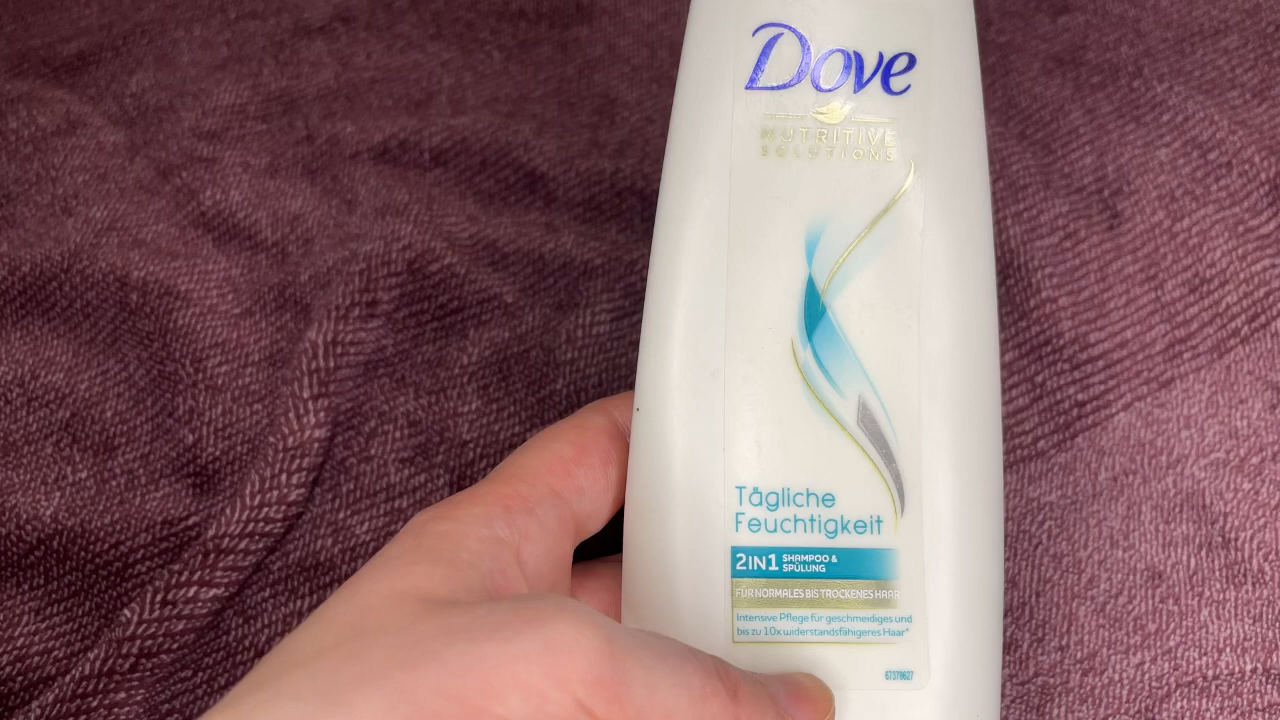 Dove
NUTRITIVE
SOLUTIONS
Tägliche
Feuchtigkeit
2IN1 SHAMPOO &
SPÜLUNG
FÜR NORMALES BIS TROCKENES HAAR
Intensive Pflege für geschmeidiges und
bis zu 10x widerstandsfähigeres Haar*
67378627